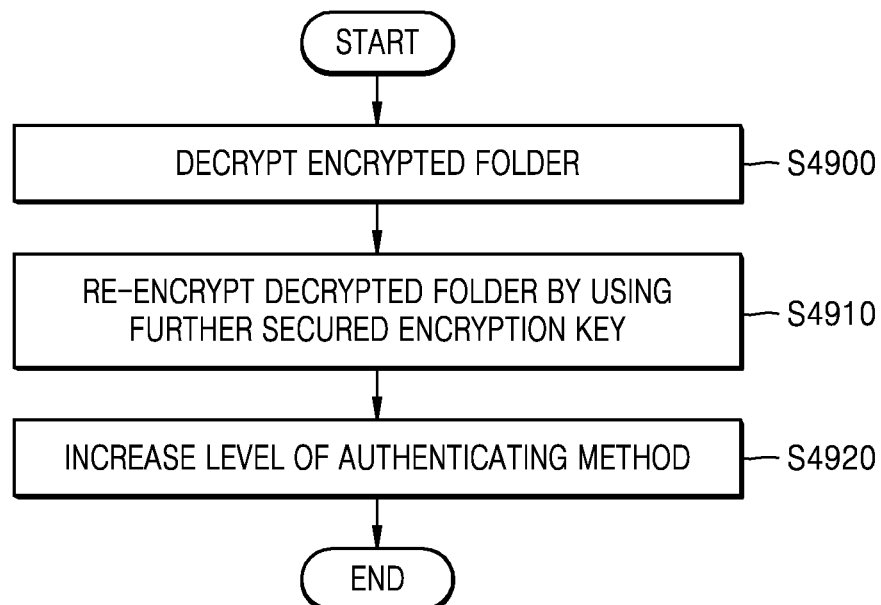 START
DECRYPT ENCRYPTED FOLDER
S4900
RE-ENCRYPT DECRYPTED FOLDER BY USING
FURTHER SECURED ENCRYPTION KEY
S4910
INCREASE LEVEL OF AUTHENTICATING METHOD
S4920
END